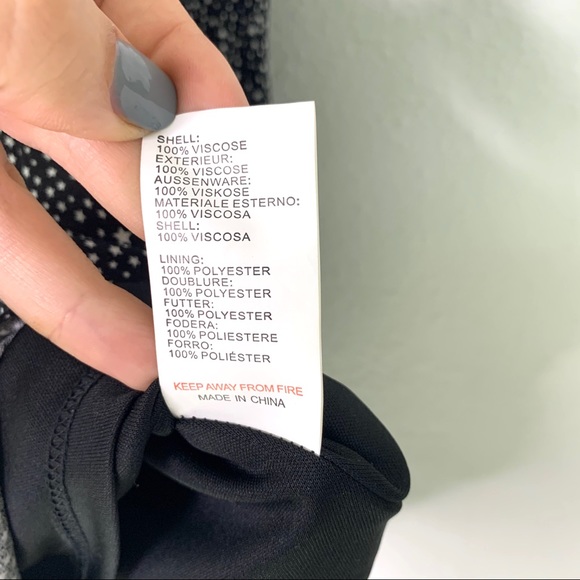 SHELL:
100% VISCOSE
EXTERIEUR:
100% VISCOSE
AUSSENWARE:
100% VISKOSE
MATERIALE ESTERNO:
100% VISCOSA
SHELL:
100% VISCOSA
LINING:
100% POLYESTER
DOUBLURE:
100% POLYESTER
FUTTER:
100% POLYESTER
FODERA:
100% POLIESTERE
FORRO:
100% POLIÉSTER
KEEP AWAY FROM FIRE
MADE IN CHINA